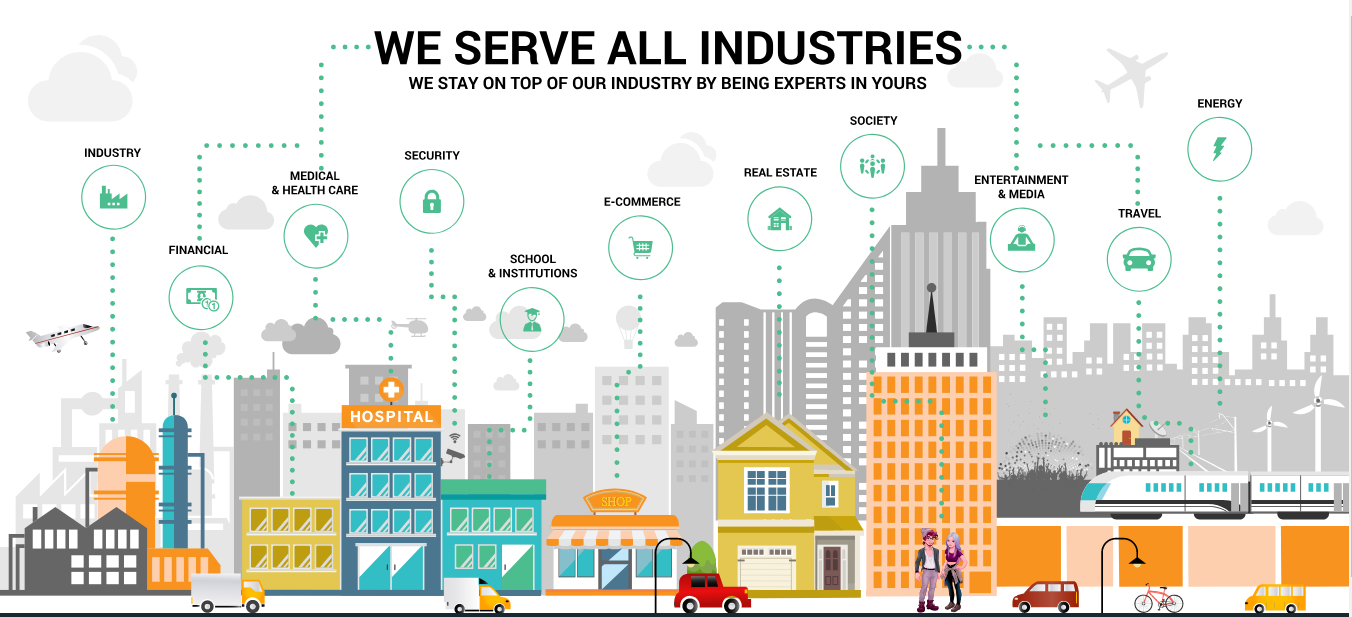 WE SERVE ALL INDUSTRIES
WE STAY ON TOP OF OUR INDUSTRY BY BEING EXPERTS IN YOURS
INDUSTRY
FINANCIAL
MEDICAL
& HEALTH CARE
SECURITY
SCHOOL
& INSTITUTIONS
E-COMMERCE
REAL ESTATE
SOCIETY
ENTERTAINMENT
& MEDIA
TRAVEL
ENERGY
HOSPITAL
SHOP